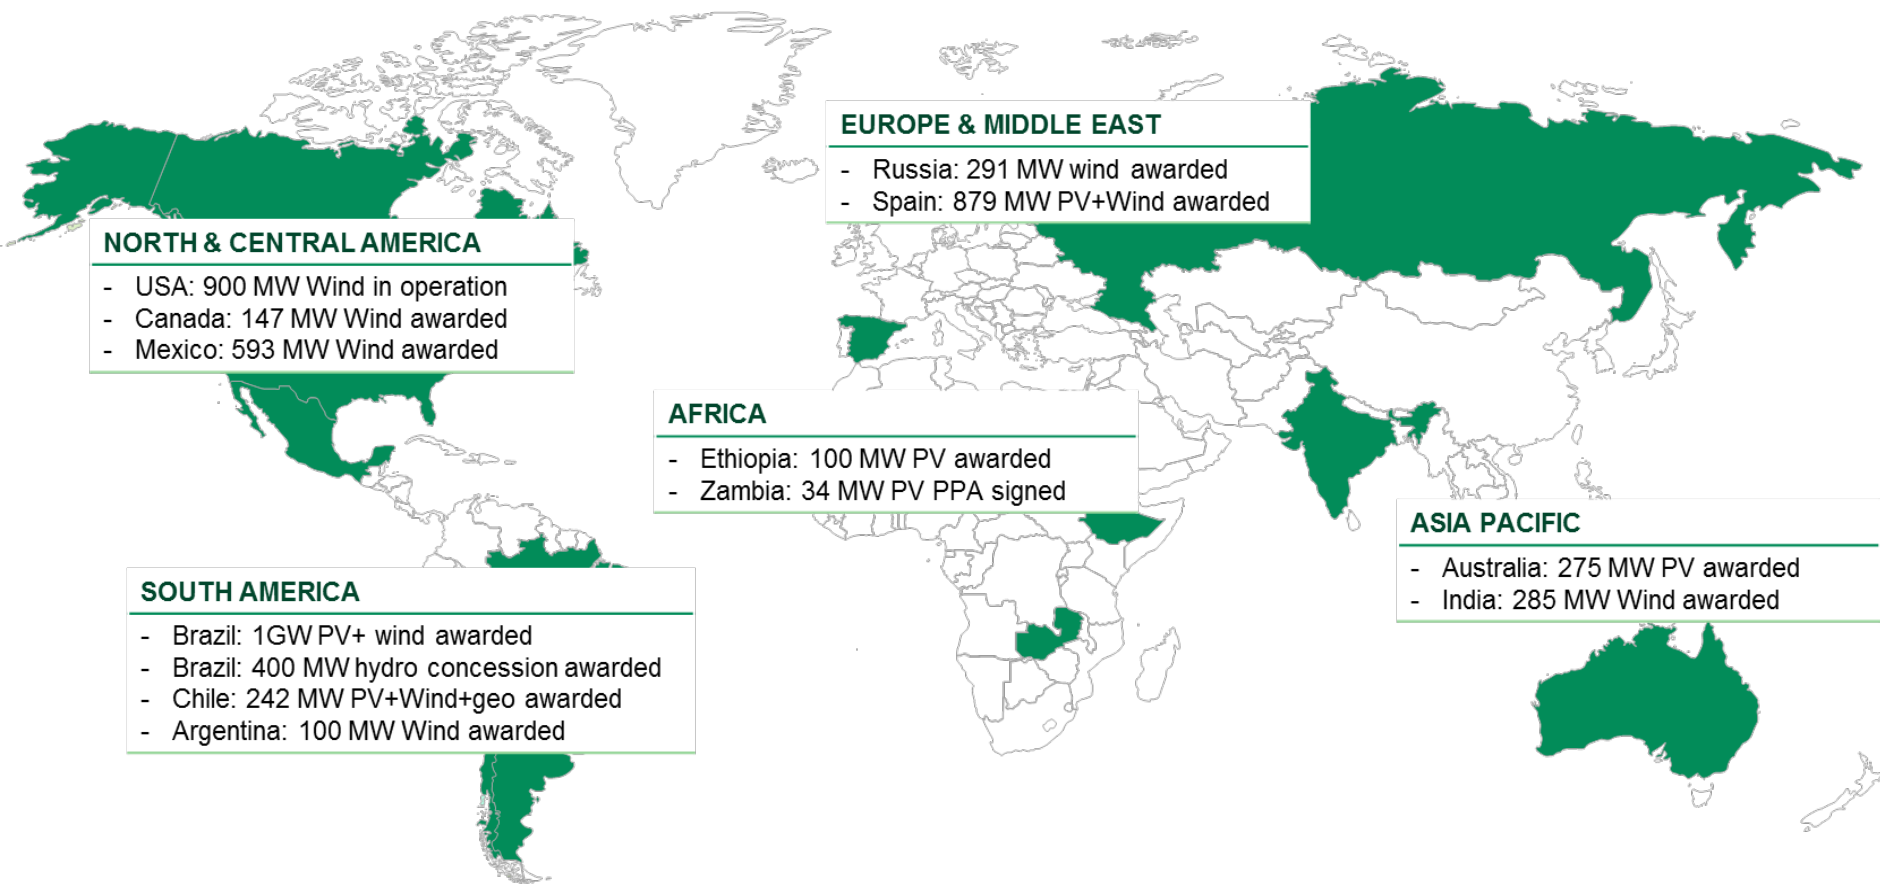 EUROPE & MIDDLE EAST
- Russia: 291 MW wind awarded
- Spain: 879 MW PV+Wind awarded
NORTH & CENTRAL AMERICA
- USA: 900 MW Wind in operation
- Canada: 147 MW Wind awarded
- Mexico: 593 MW Wind awarded
AFRICA
- Ethiopia: 100 MW PV awarded
- Zambia: 34 MW PV PPA signed
ASIA PACIFIC
- Australia: 275 MW PV awarded
- India: 285 MW Wind awarded
SOUTH AMERICA
- Brazil: 1GW PV+ wind awarded
- Brazil: 400 MW hydro concession awarded
- Chile: 242 MW PV+Wind+geo awarded
- Argentina: 100 MW Wind awarded